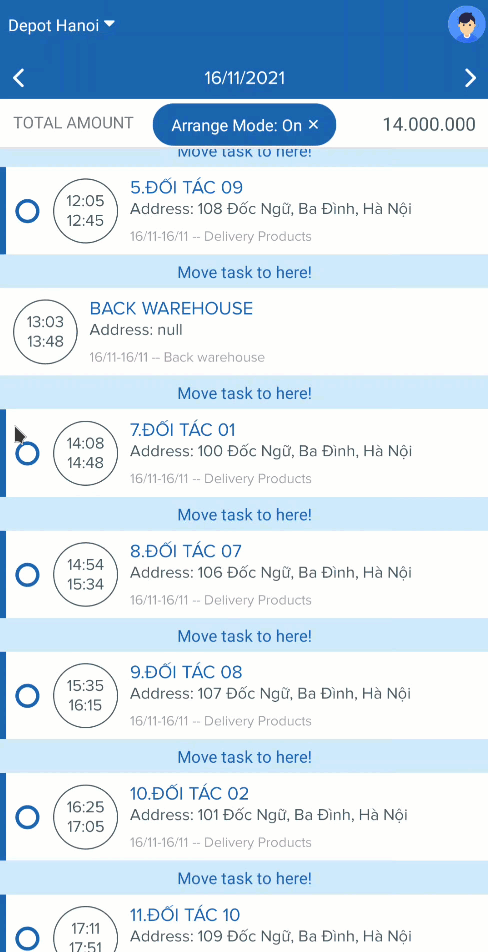 Depot Hanoi
16/11/2021
TOTAL AMOUNT
Arrange Mode: On ×
14.000.000
Move task to here!
12:05
12:45
5.ĐỐI TÁC 09
Address: 108 Đốc Ngữ, Ba Đình, Hà Nội
16/11-16/11 -- Delivery Products
Move task to here!
13:03
13:48
BACK WAREHOUSE
Address: null
16/11-16/11 -- Back warehouse
Move task to here!
14:08
14:48
7.ĐỐI TÁC 01
Address: 100 Đốc Ngữ, Ba Đình, Hà Nội
16/11-16/11 -- Delivery Products
Move task to here!
14:54
15:34
8.ĐỐI TÁC 07
Address: 106 Đốc Ngữ, Ba Đình, Hà Nội
16/11-16/11 -- Delivery Products
Move task to here!
15:35
16:15
9.ĐỐI TÁC 08
Address: 107 Đốc Ngữ, Ba Đình, Hà Nội
16/11-16/11 -- Delivery Products
Move task to here!
16:25
17:05
10.ĐỐI TÁC 02
Address: 101 Đốc Ngữ, Ba Đình, Hà Nội
16/11-16/11 -- Delivery Products
Move task to here!
17:11
17:51
11.ĐỐI TÁC 10
Address: 109 Đốc Ngữ, Ba Đình, Hà Nội